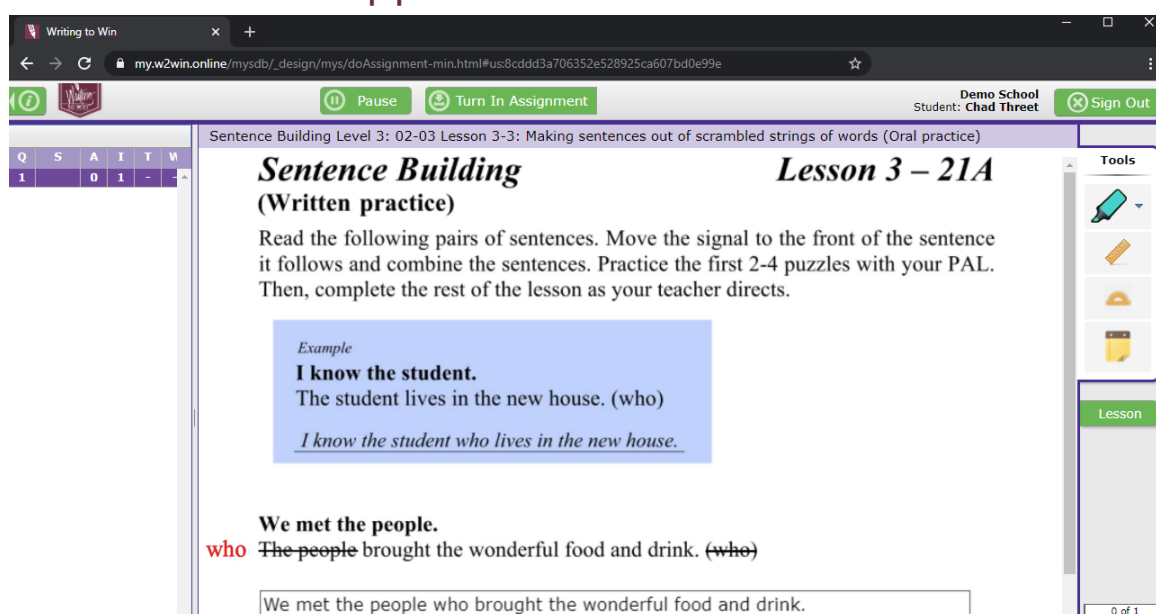 Writing to Win
my.w2win.online/mysdb/_design/mys/doAssignment-min.html#us:8cddd3a706352e528925ca607bd0e99e
Pause
Turn In Assignment
Demo School
Student: Chad Threet
Sign Out
Sentence Building Level 3: 02-03 Lesson 3-3: Making sentences out of scrambled strings of words (Oral practice)
Q S A I T W
1 0 1 - -
Tools
Sentence Building Lesson 3 – 21A
(Written practice)
Read the following pairs of sentences. Move the signal to the front of the sentence
it follows and combine the sentences. Practice the first 2-4 puzzles with your PAL.
Then, complete the rest of the lesson as your teacher directs.
Example
I know the student.
The student lives in the new house. (who)
I know the student who lives in the new house.
Lesson
We met the people.
who The people brought the wonderful food and drink. (who)
We met the people who brought the wonderful food and drink.
0 of 1